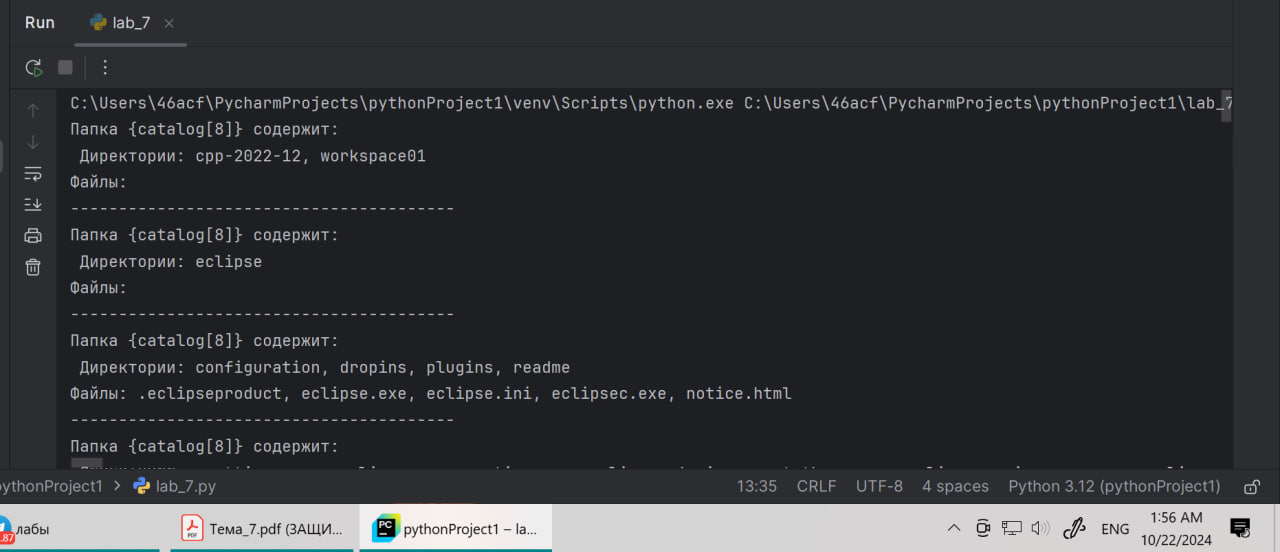 Run lab_7
C:\Users\46acf\PycharmProjects\pythonProject1\venv\Scripts\python.exe C:\Users\46acf\PycharmProjects\pythonProject1\lab_7
Папка {catalog[8]} содержит:
Директории: cpp-2022-12, workspace01
Файлы:
----------------------------------------
Папка {catalog[8]} содержит:
Директории: eclipse
Файлы:
----------------------------------------
Папка {catalog[8]} содержит:
Директории: configuration, dropins, plugins, readme
Файлы: .eclipseproduct, eclipse.exe, eclipse.ini, eclipsec.exe, notice.html
----------------------------------------
Папка {catalog[8]} содержит:
ythonProject1 > lab_7.py 13:35 CRLF UTF-8 4 spaces Python 3.12 (pythonProject1)
.87 лабы PDF Тема_7.pdf (ЗАЩИ... PC pythonProject1 – la... ENG 1:56 AM
10/22/2024